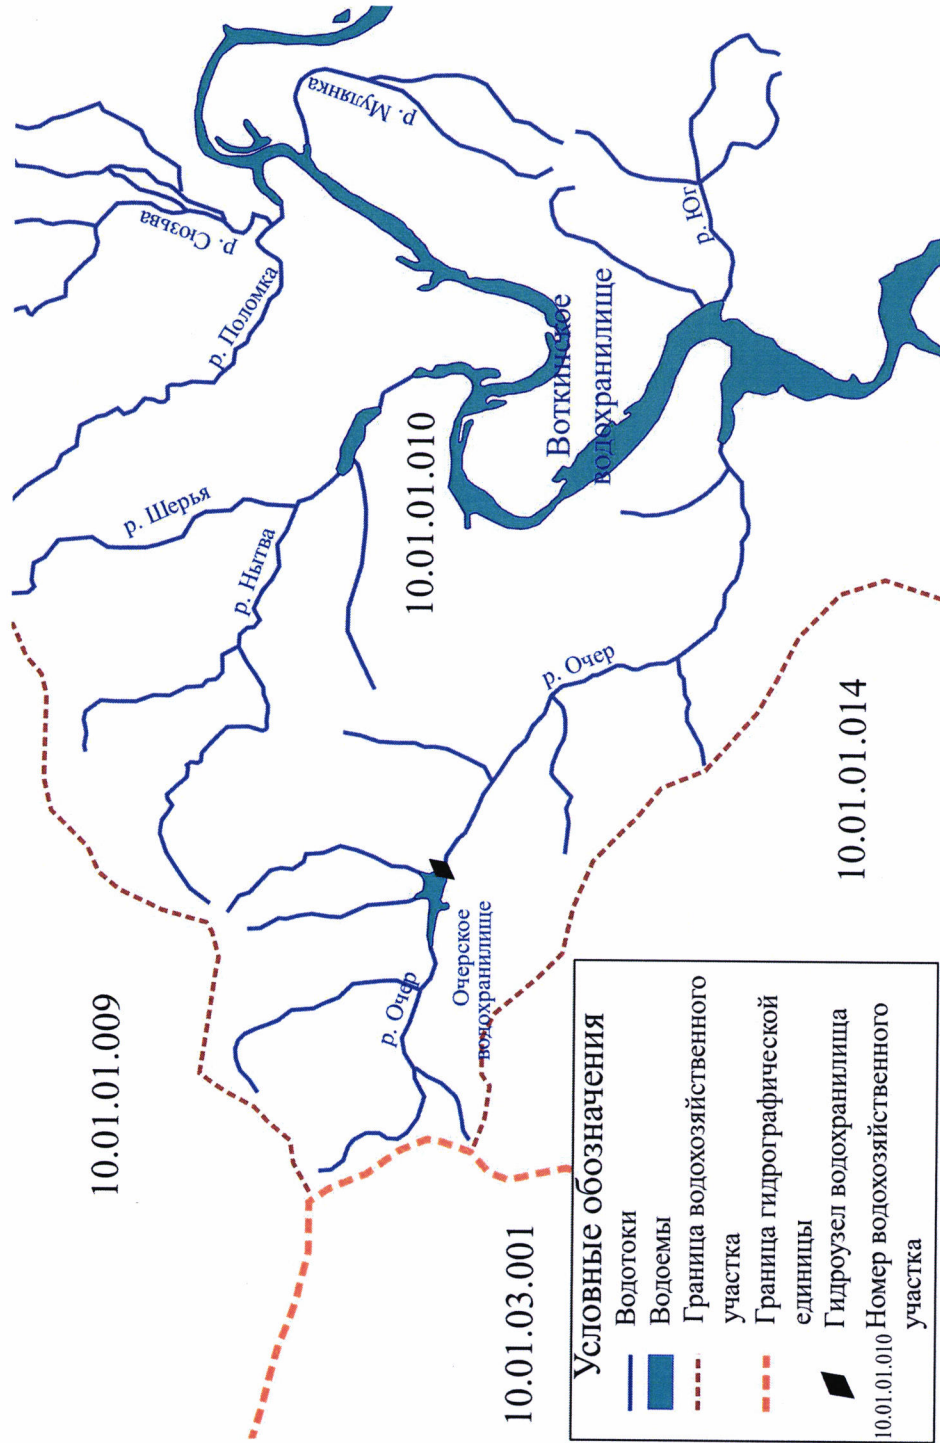 10.01.01.009
р. Шерья
р. Нытва
р. Поломка
р. Сюзьва
р. Мулянка
10.01.01.010
Воткинское
водохранилище
р. Юг
р. Очер
Очерское
водохранилище
р. Очер
10.01.03.001
10.01.01.014
Условные обозначения
Водотоки
Водоемы
Граница водохозяйственного
участка
Граница гидрографической
единицы
Гидроузел водохранилища
10.01.01.010 Номер водохозяйственного
участка